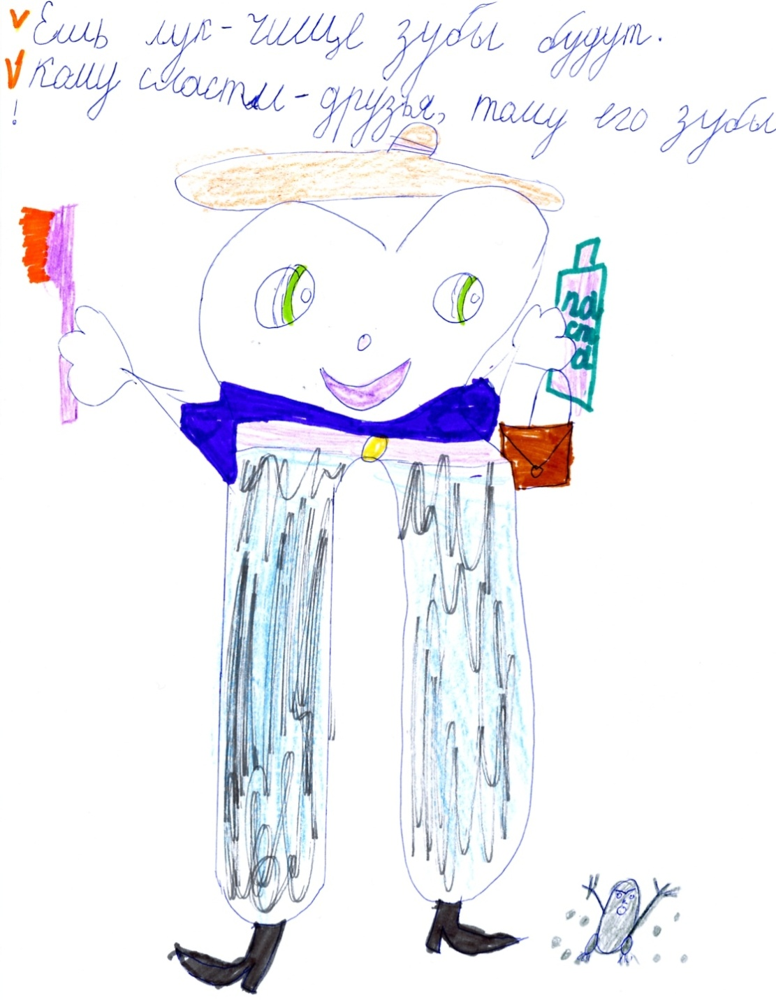 Ешь лук - чище зубы будут.
Кому сласти - друзья, тому его зубы
!
па
ст
а